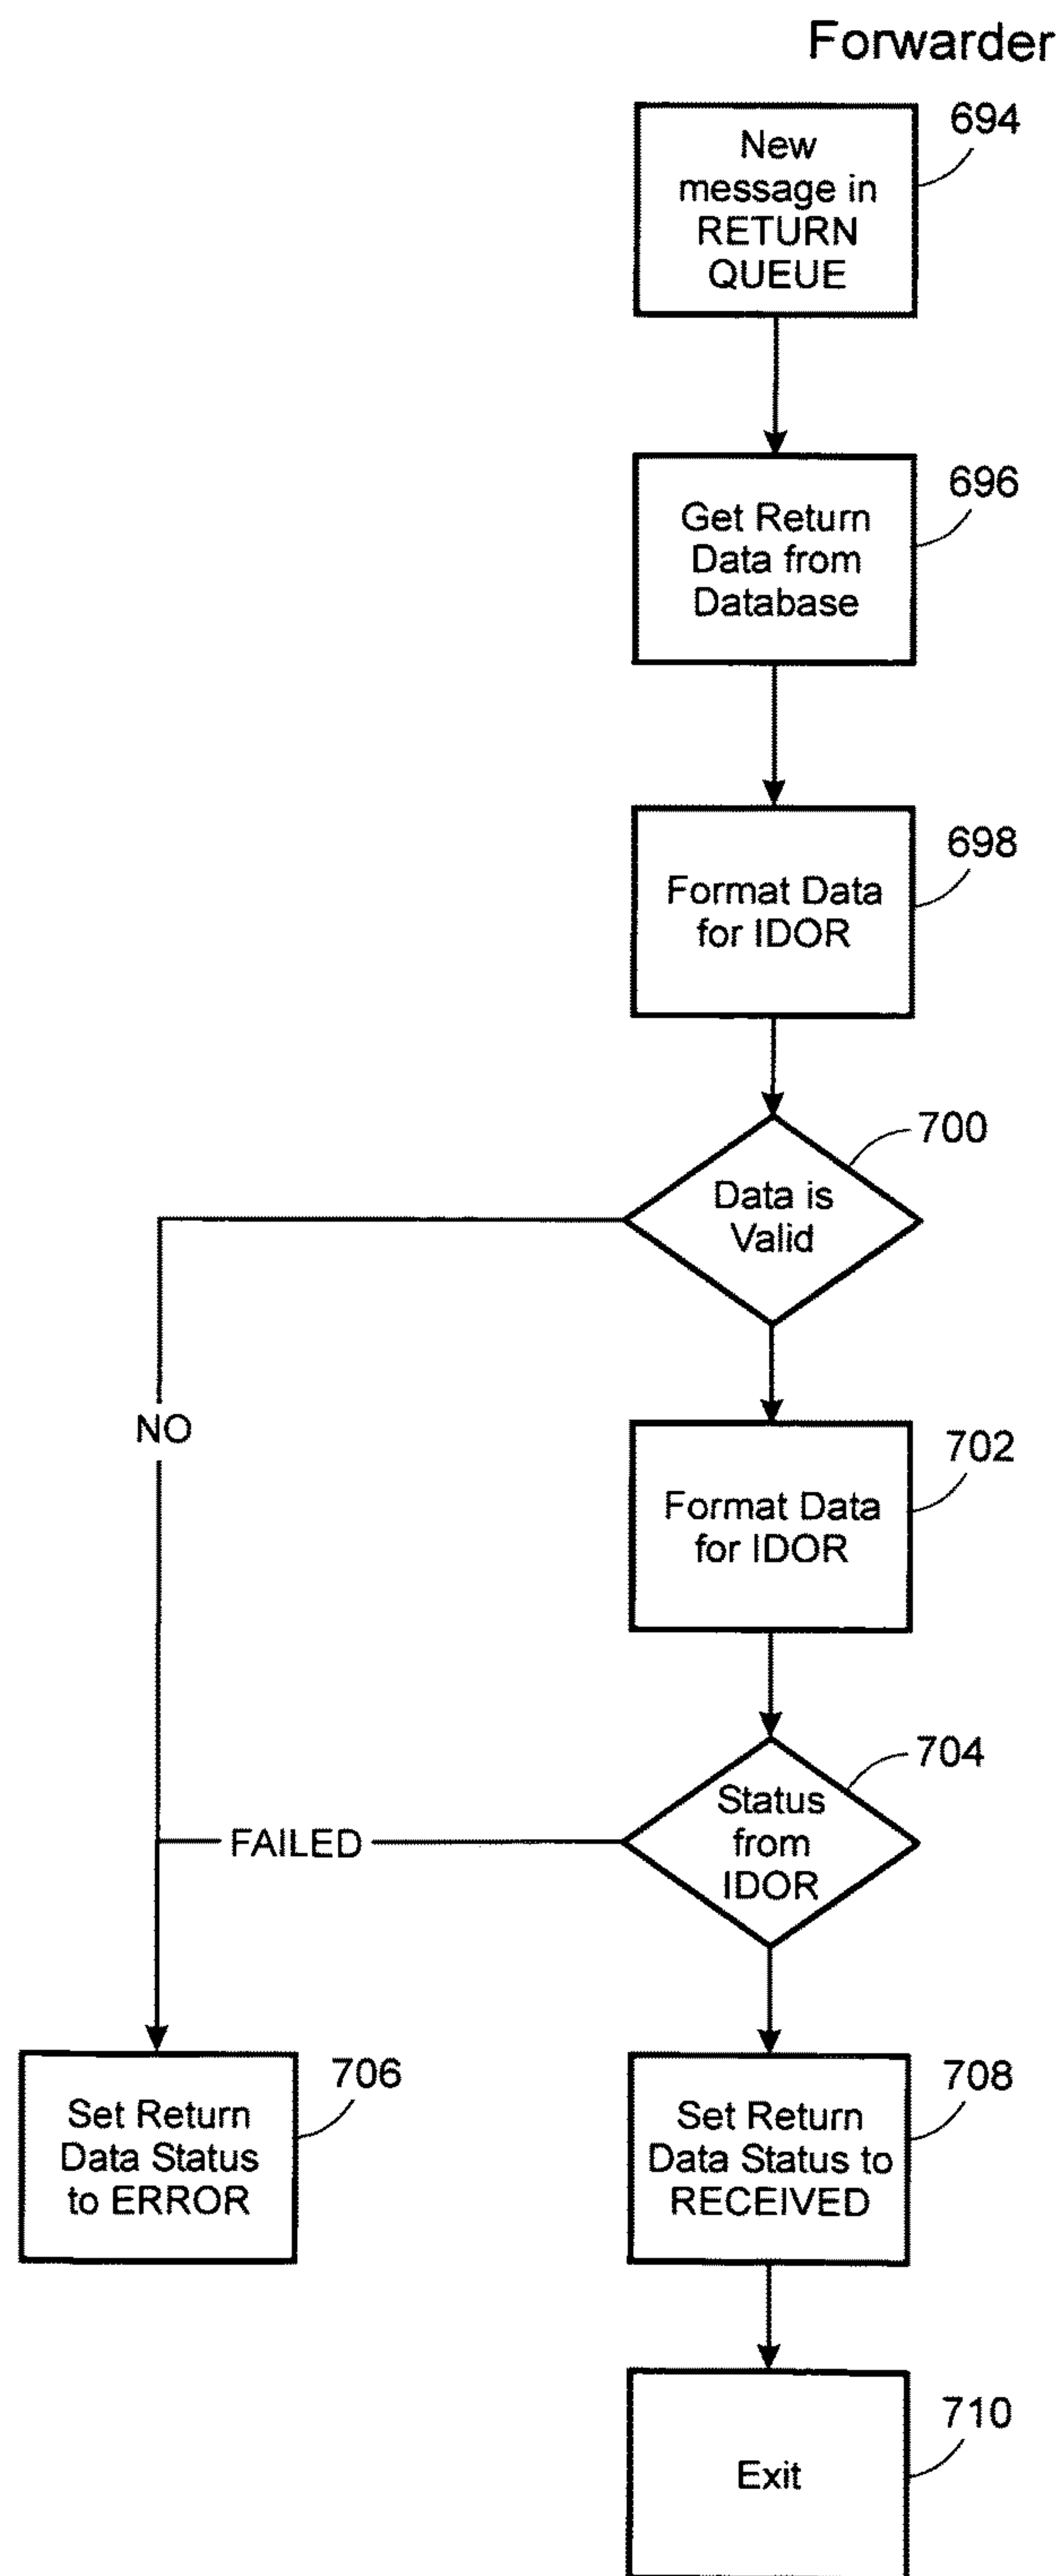 Forwarder
New
message in
RETURN
QUEUE
694
Get Return
Data from
Database
696
Format Data
for IDOR
698
Data is
Valid
700
NO
Format Data
for IDOR
702
Status
from
IDOR
704
FAILED
Set Return
Data Status
to ERROR
706
Set Return
Data Status to
RECEIVED
708
Exit
710